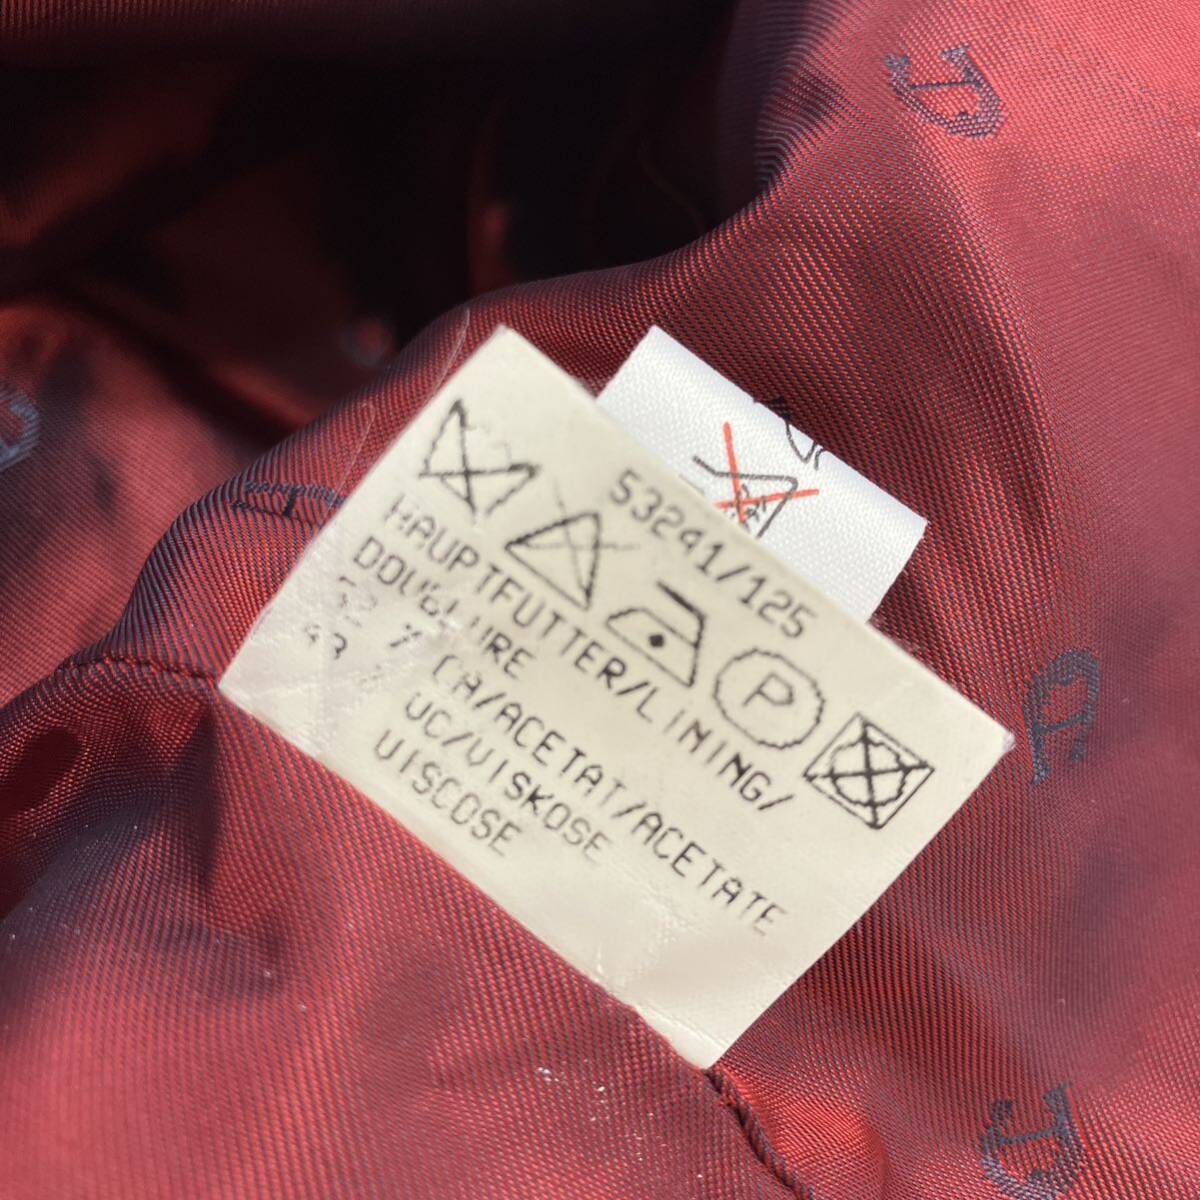 53241/125
P
HAUPTFUTTER/LINING/
DOUBLURE
% CA/ACETAT/ACETATE
VC/VISKOSE
VISCOSE